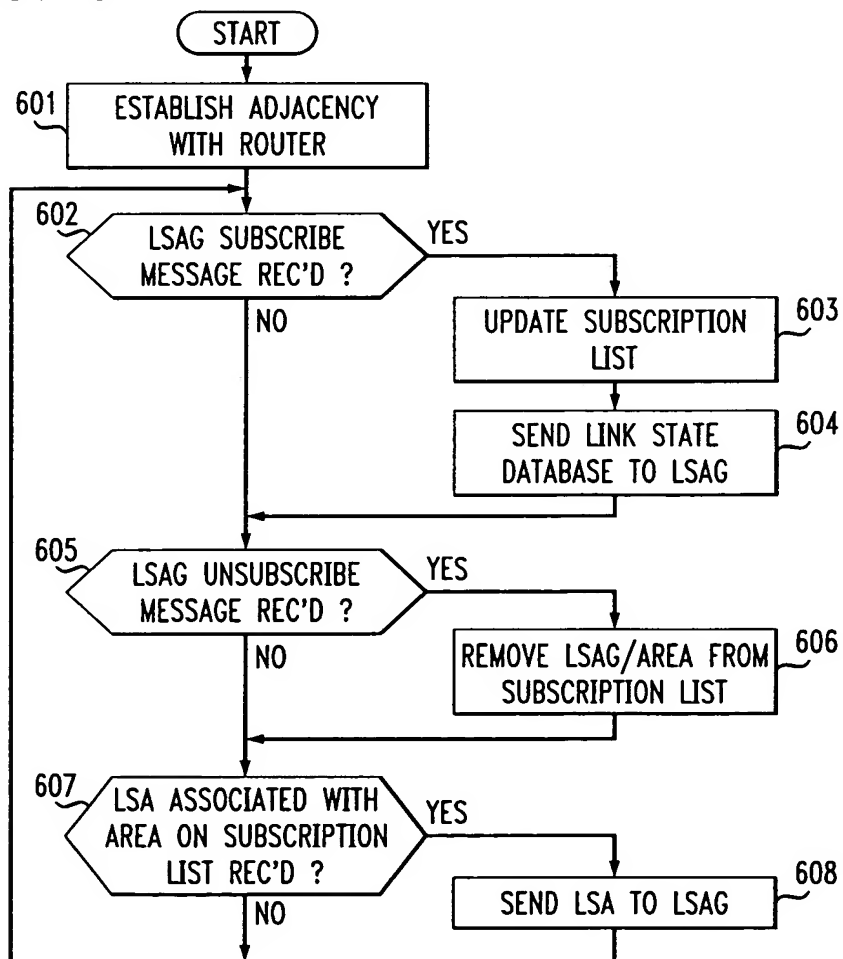 START
601
ESTABLISH ADJACENCY
WITH ROUTER
602
LSAG SUBSCRIBE
MESSAGE REC'D ?
YES
NO
603
UPDATE SUBSCRIPTION
LIST
604
SEND LINK STATE
DATABASE TO LSAG
605
LSAG UNSUBSCRIBE
MESSAGE REC'D ?
YES
NO
606
REMOVE LSAG/AREA FROM
SUBSCRIPTION LIST
607
LSA ASSOCIATED WITH
AREA ON SUBSCRIPTION
LIST REC'D ?
YES
NO
608
SEND LSA TO LSAG